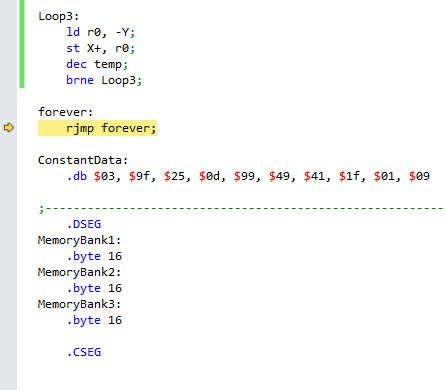 Loop3:
ld r0, -Y;
st X+, r0;
dec temp;
brne Loop3;
forever:
rjmp forever;
ConstantData:
.db $03, $9f, $25, $0d, $99, $49, $41, $1f, $01, $09
;---------------------------------------------------------
.DSEG
MemoryBank1:
.byte 16
MemoryBank2:
.byte 16
MemoryBank3:
.byte 16
.CSEG